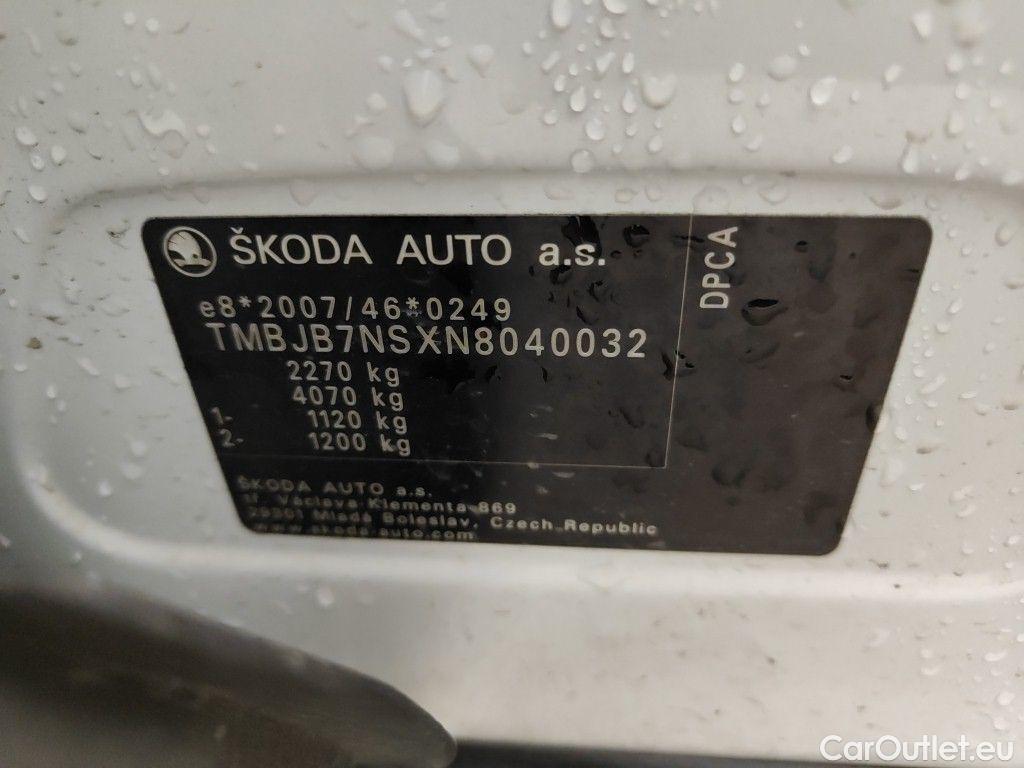 ŠKODA AUTO a.s.
e8*2007/46*0249
TMBJB7NSXN8040032
2270 kg
4070 kg
1- 1120 kg
2- 1200 kg
DPCA
ŠKODA AUTO a.s.
tř. Václava Klementa 869
29301 Mladá Boleslav, Czech Republic
www.skoda-auto.com
CarOutlet.eu